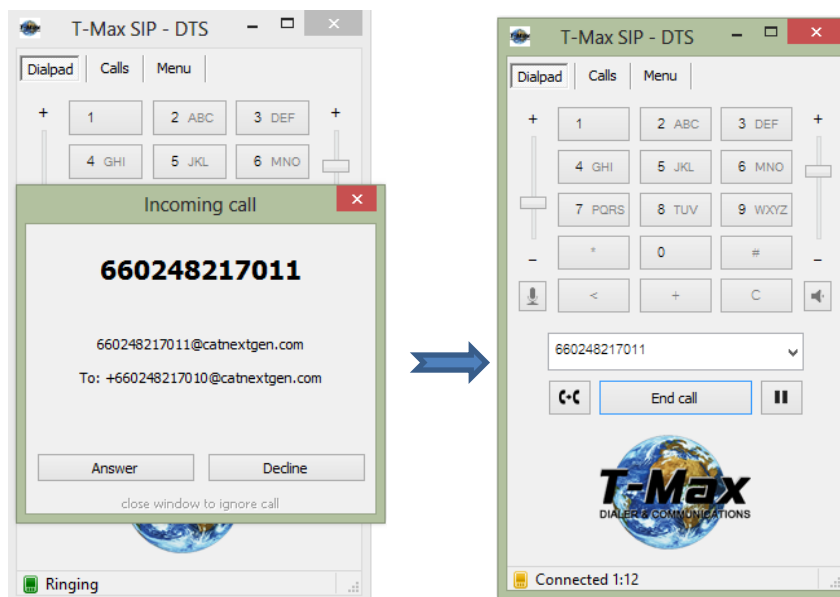 T-Max SIP - DTS
Dialpad Calls Menu
+ 1 2 ABC 3 DEF +
4 GHI 5 JKL 6 MNO
Incoming call
660248217011
660248217011@catnextgen.com
To: +660248217010@catnextgen.com
Answer Decline
close window to ignore call
Ringing
T-Max SIP - DTS
Dialpad Calls Menu
+ 1 2 ABC 3 DEF +
4 GHI 5 JKL 6 MNO
7 PQRS 8 TUV 9 WXYZ
- * 0 # -
< + C
660248217011
End call
T-Max
DIALER & COMMUNICATIONS
Connected 1:12